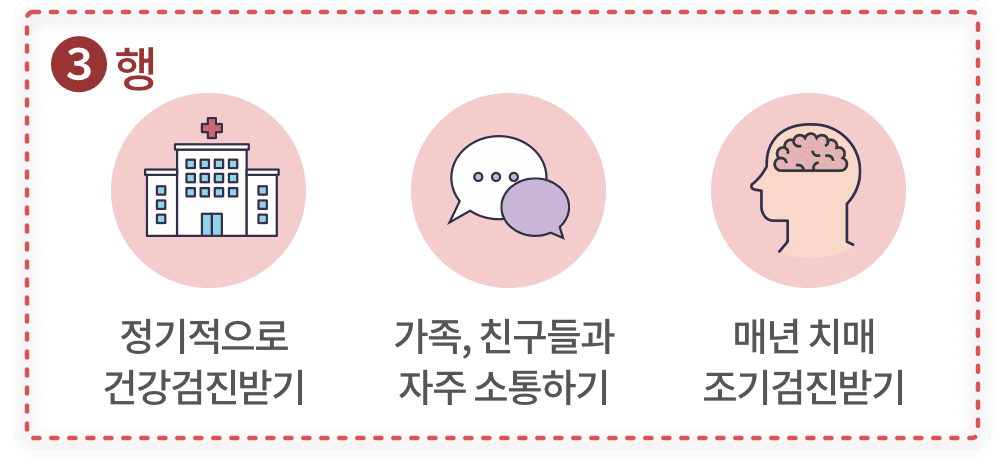 3 행
정기적으로
건강검진받기
가족, 친구들과
자주 소통하기
매년 치매
조기검진받기